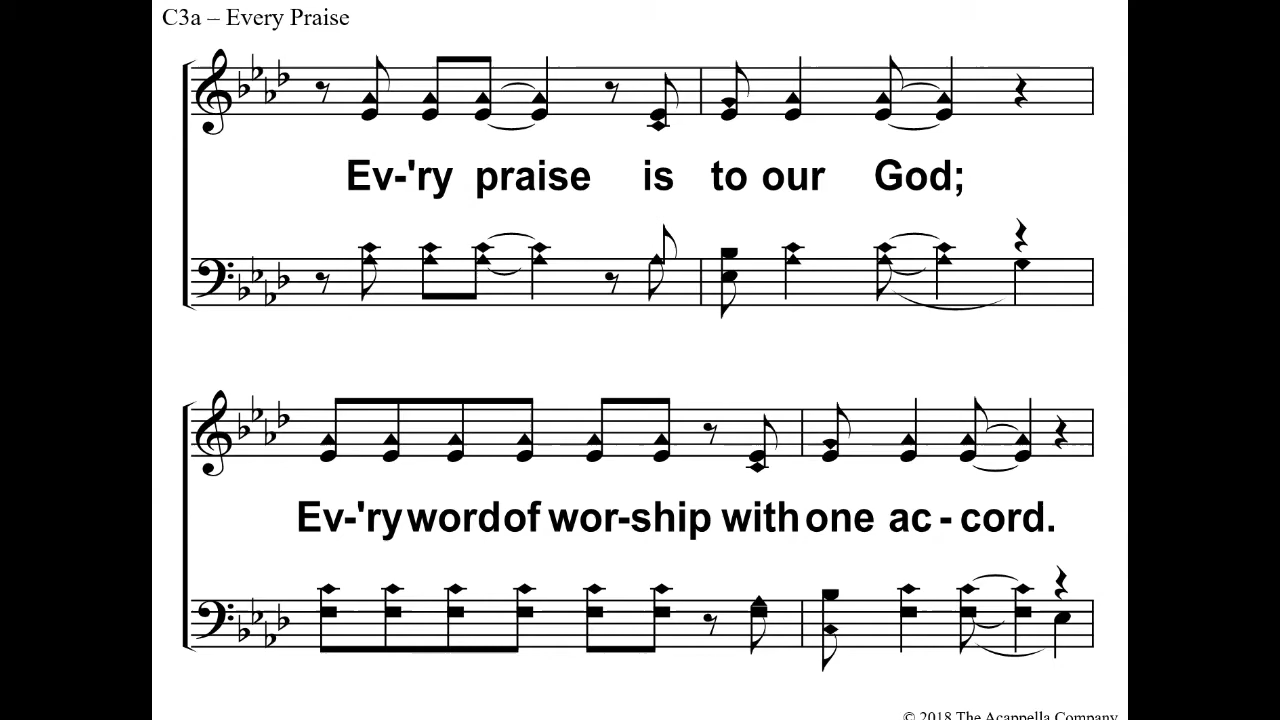 C3a – Every Praise
Ev-'ry praise is to our God;
Ev-'ry word of wor-ship with one ac - cord.
© 2018 The Acappella Company